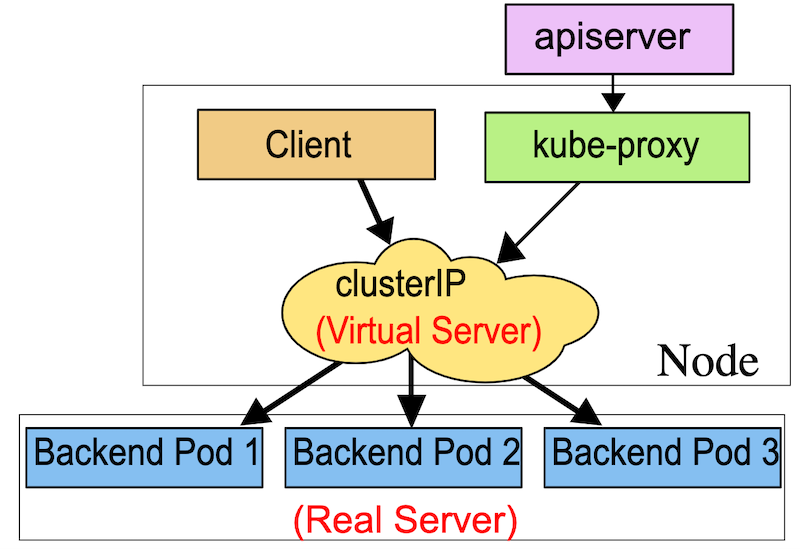 apiserver
Client
kube-proxy
clusterIP
(Virtual Server)
Node
Backend Pod 1
Backend Pod 2
Backend Pod 3
(Real Server)